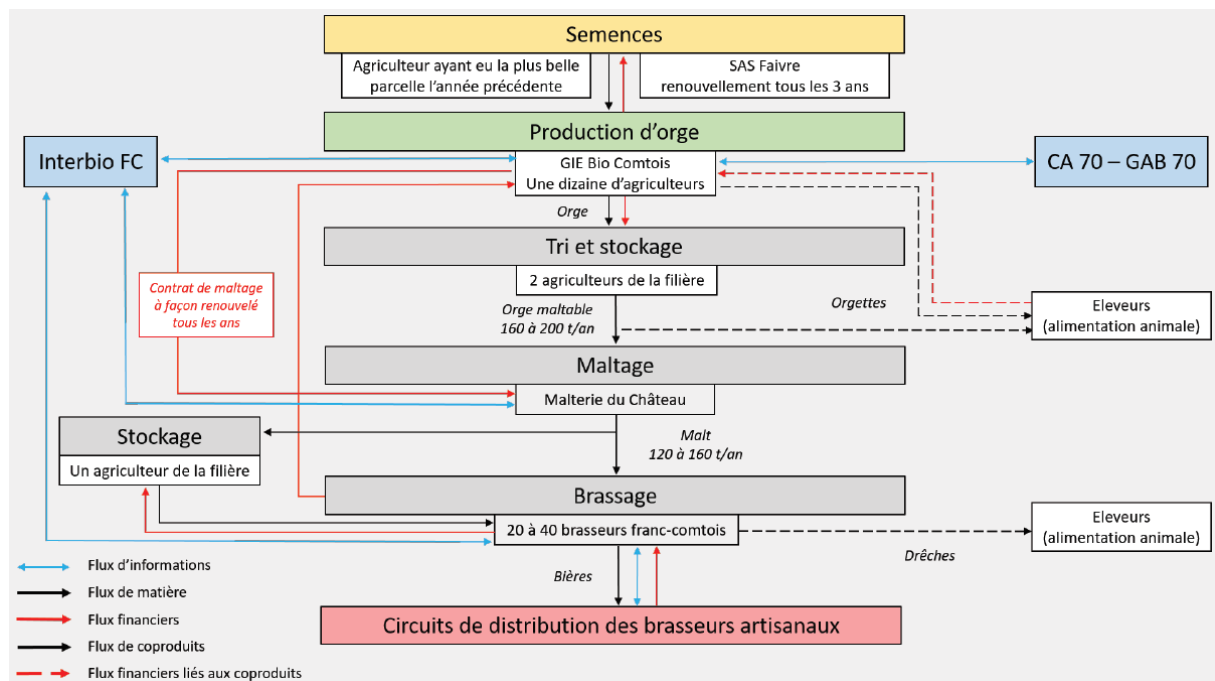 Semences
Agriculteur ayant eu la plus belle
parcelle l'année précédente
SAS Faivre
renouvellement tous les 3 ans
Production d'orge
Interbio FC
GIE Bio Comtois
Une dizaine d'agriculteurs
CA 70 – GAB 70
Orge
Tri et stockage
2 agriculteurs de la filière
Contrat de maltage
à façon renouvelé
tous les ans
Orge maltable
160 à 200 t/an
Orgettes
Eleveurs
(alimentation animale)
Maltage
Malterie du Château
Stockage
Un agriculteur de la filière
Malt
120 à 160 t/an
Brassage
20 à 40 brasseurs franc-comtois
Eleveurs
(alimentation animale)
Drêches
Bières
Circuits de distribution des brasseurs artisanaux
Flux d'informations
Flux de matière
Flux financiers
Flux de coproduits
Flux financiers liés aux coproduits